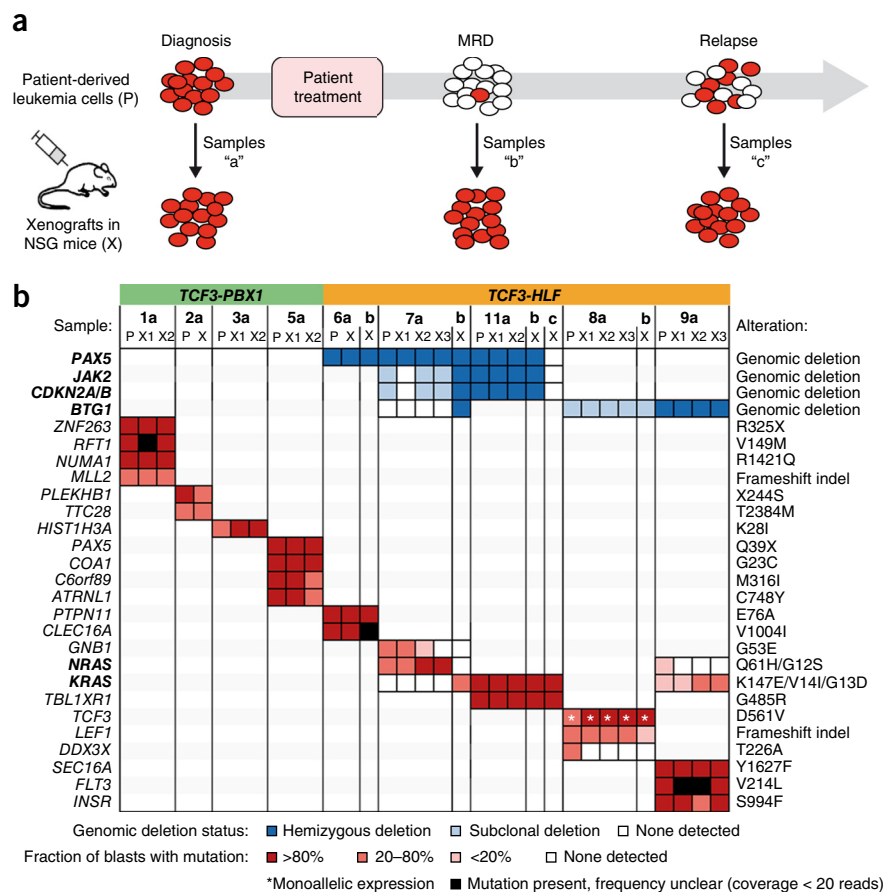 a
Diagnosis
MRD
Relapse
Patient-derived
leukemia cells (P)
Patient
treatment
Samples
"a"
Samples
"b"
Samples
"c"
Xenografts in
NSG mice (X)
b
TCF3-PBX1
TCF3-HLF
Sample:
1a 2a 3a 5a 6a b 7a b 11a b c 8a b 9a
Alteration:
P X1 X2 P X P X1 X2 P X1 X2 P X X P X1 X2 X3 X P X1 X2 X X P X1 X2 X3 X P X1 X2 X3
PAX5 Genomic deletion
JAK2 Genomic deletion
CDKN2A/B Genomic deletion
BTG1 Genomic deletion
ZNF263 R325X
RFT1 V149M
NUMA1 R1421Q
MLL2 Frameshift indel
PLEKHB1 X244S
TTC28 T2384M
HIST1H3A K28I
PAX5 Q39X
COA1 G23C
C6orf89 M316I
ATRNL1 C748Y
PTPN11 E76A
CLEC16A V1004I
GNB1 G53E
NRAS Q61H/G12S
KRAS K147E/V14I/G13D
TBL1XR1 G485R
TCF3 * * * * * D561V
LEF1 Frameshift indel
DDX3X T226A
SEC16A Y1627F
FLT3 V214L
INSR S994F
Genomic deletion status: Hemizygous deletion Subclonal deletion None detected
Fraction of blasts with mutation: >80% 20–80% <20% None detected
*Monoallelic expression Mutation present, frequency unclear (coverage < 20 reads)